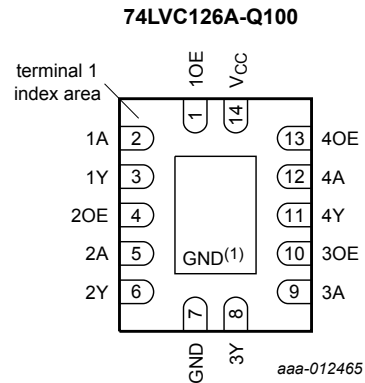 74LVC126A-Q100
terminal 1
index area
1OE
VCC
1
14
1A 2
13 4OE
1Y 3
12 4A
2OE 4
11 4Y
2A 5
10 3OE
2Y 6
9 3A
GND(1)
7
8
GND
3Y
aaa-012465